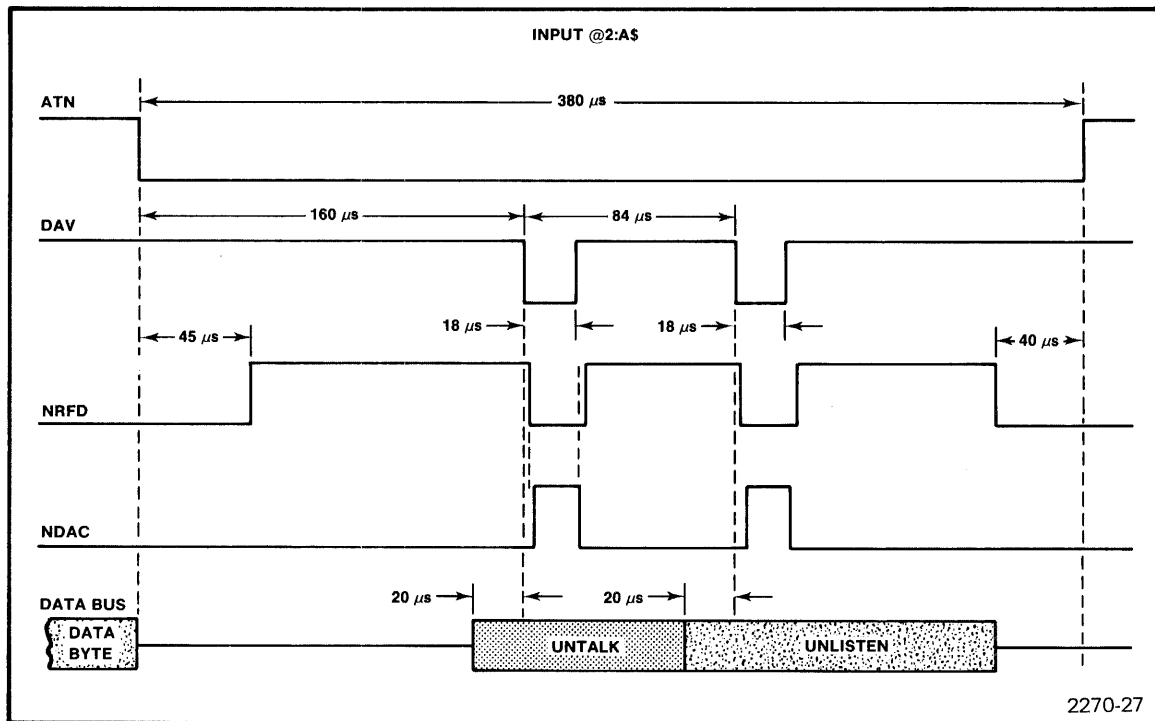 INPUT @2:A$
ATN
380 µs
160 µs
84 µs
DAV
18 µs
18 µs
45 µs
40 µs
NRFD
NDAC
20 µs
20 µs
DATA BUS
DATA
BYTE
UNTALK
UNLISTEN
2270-27